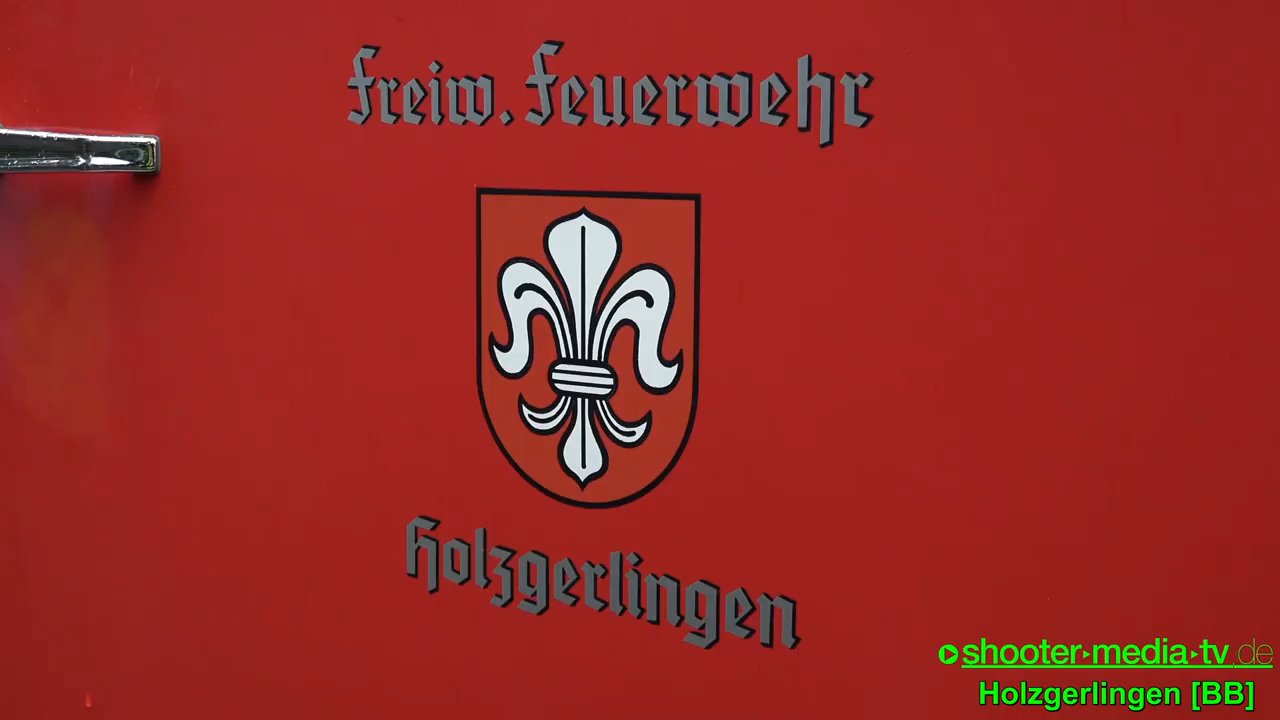 Freiw. Feuerwehr
Holzgerlingen
shooter▸media▸tv.de
Holzgerlingen [BB]